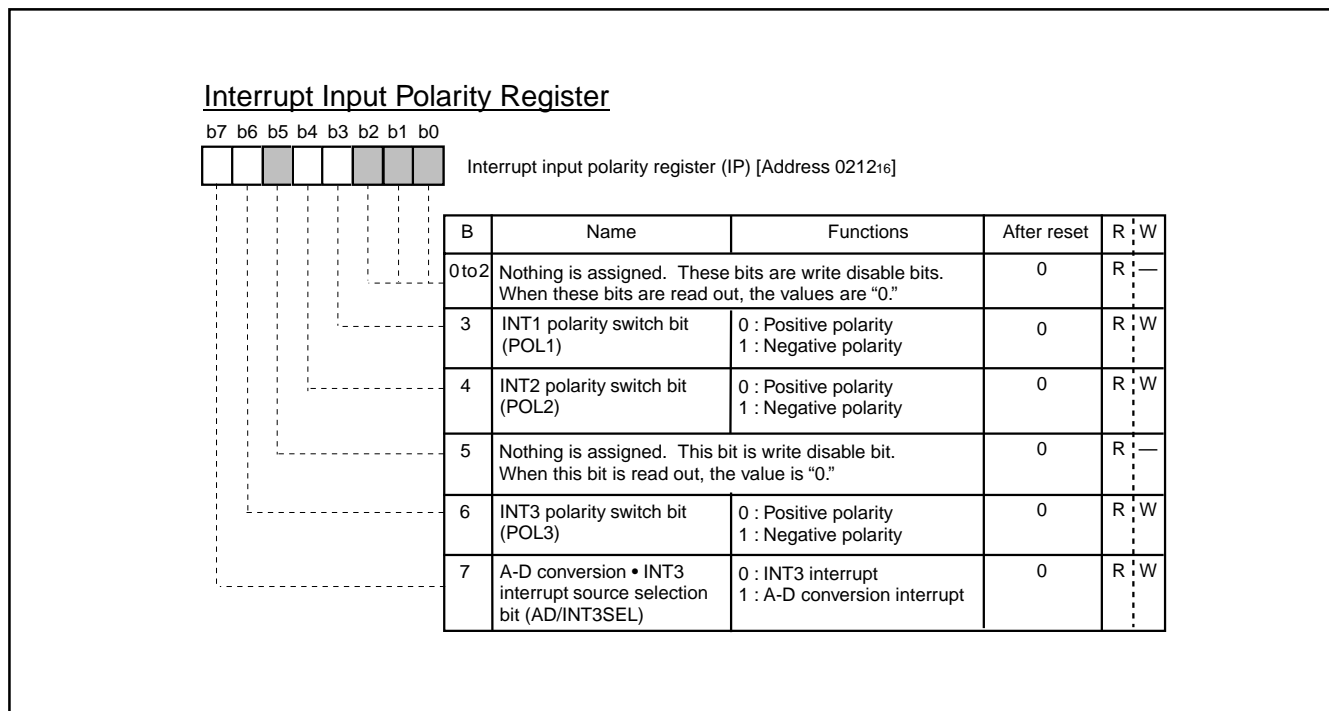 Interrupt Input Polarity Register
b7 b6 b5 b4 b3 b2 b1 b0
Interrupt input polarity register (IP) [Address 021216]
B Name Functions After reset R W
0 to 2 Nothing is assigned. These bits are write disable bits. 0 R —
When these bits are read out, the values are “0.”
3 INT1 polarity switch bit 0 : Positive polarity 0 R W
(POL1) 1 : Negative polarity
4 INT2 polarity switch bit 0 : Positive polarity 0 R W
(POL2) 1 : Negative polarity
5 Nothing is assigned. This bit is write disable bit. 0 R —
When this bit is read out, the value is “0.”
6 INT3 polarity switch bit 0 : Positive polarity 0 R W
(POL3) 1 : Negative polarity
7 A-D conversion • INT3 0 : INT3 interrupt 0 R W
interrupt source selection 1 : A-D conversion interrupt
bit (AD/INT3SEL)